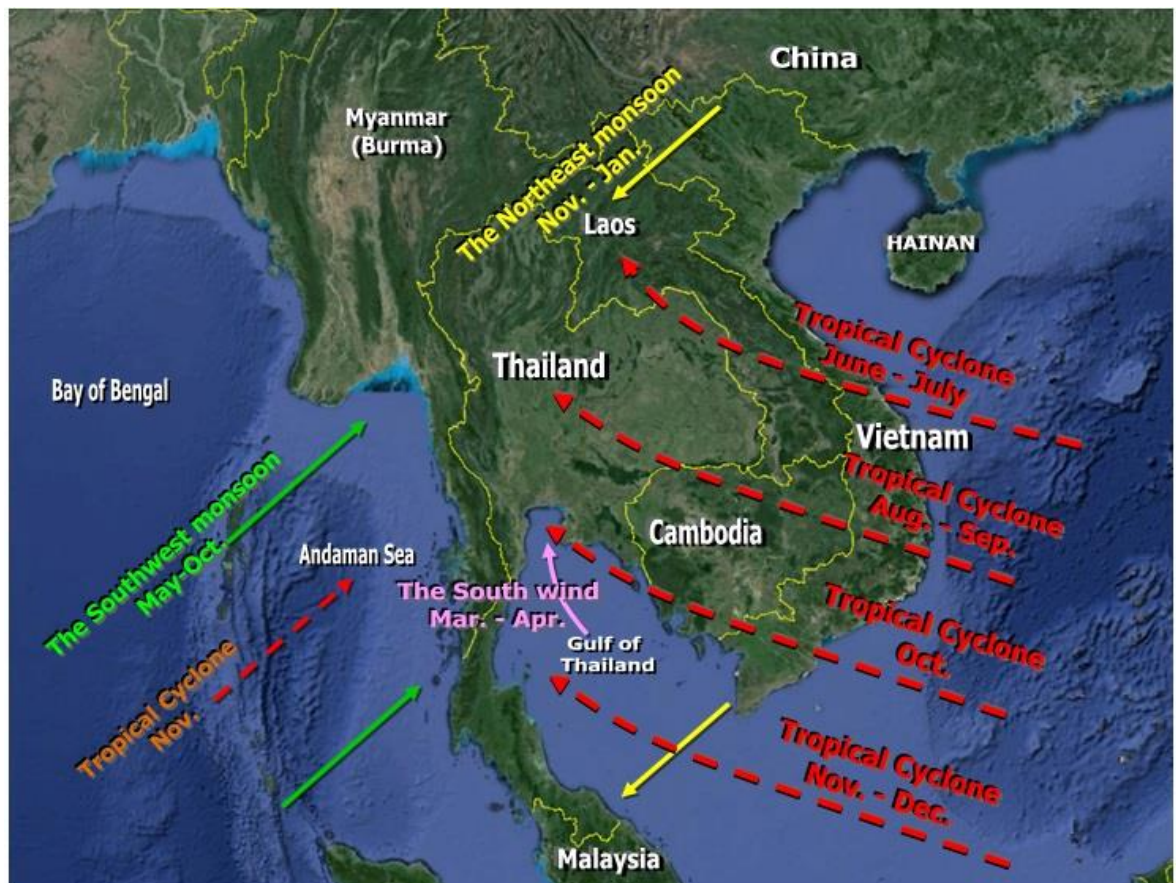 China
Myanmar
(Burma)
The Northeast monsoon
Nov. - Jan.
Laos
HAINAN
Tropical Cyclone
June - July
Thailand
Bay of Bengal
Vietnam
Tropical Cyclone
Aug. - Sep.
Cambodia
The Southwest monsoon
May-Oct.
Andaman Sea
The South wind
Mar. - Apr.
Gulf of
Thailand
Tropical Cyclone
Oct.
Tropical Cyclone
Nov.
Tropical Cyclone
Nov. - Dec.
Malaysia